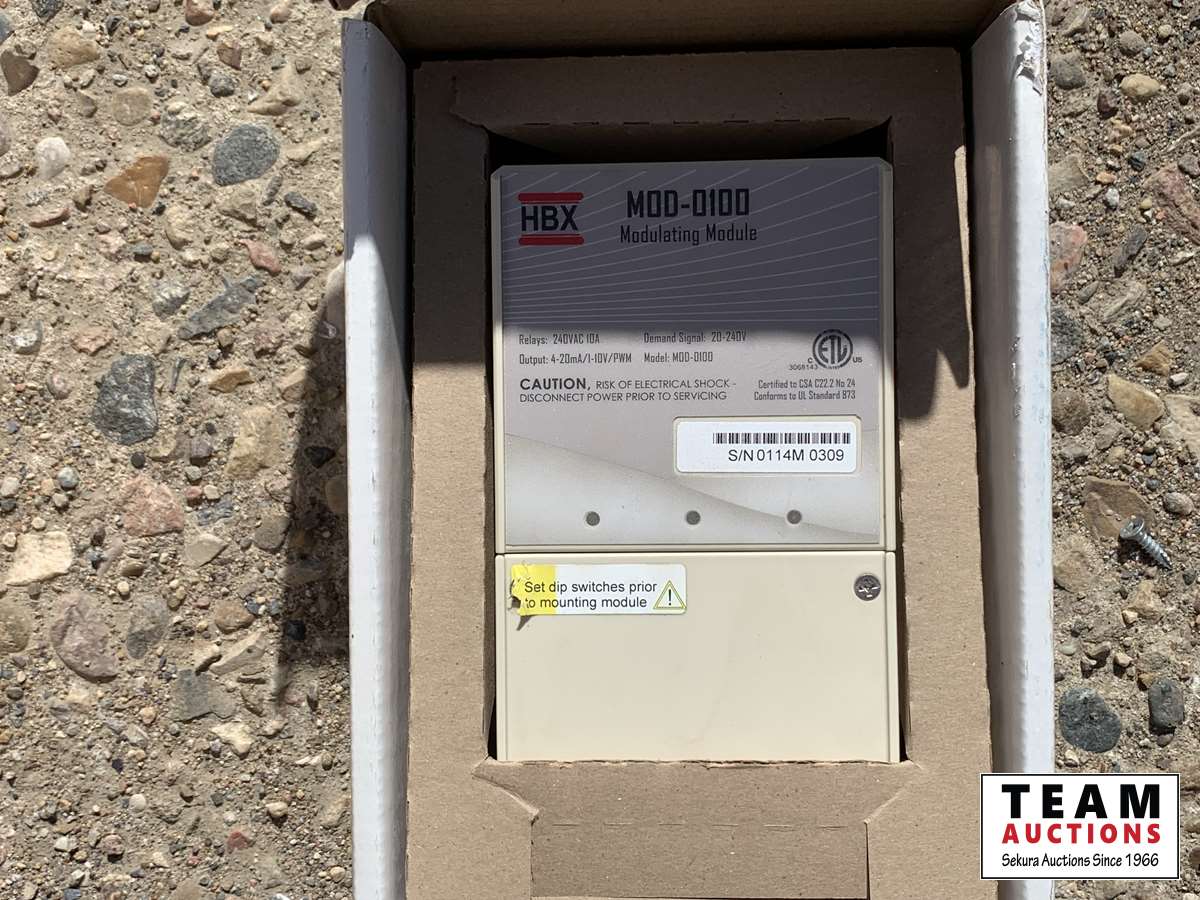 HBX
MOD-0100
Modulating Module
Relays: 240VAC 10A Demand Signal: 20-240V
Output: 4-20mA/1-10V/PWM Model: MOD-0100
C ETL US
3068143
CAUTION, RISK OF ELECTRICAL SHOCK -
DISCONNECT POWER PRIOR TO SERVICING
Certified to CSA C22.2 No 24
Conforms to UL Standard 873
S/N 0114M 0309
Set dip switches prior
to mounting module
!
TEAM
AUCTIONS
Sekura Auctions Since 1966